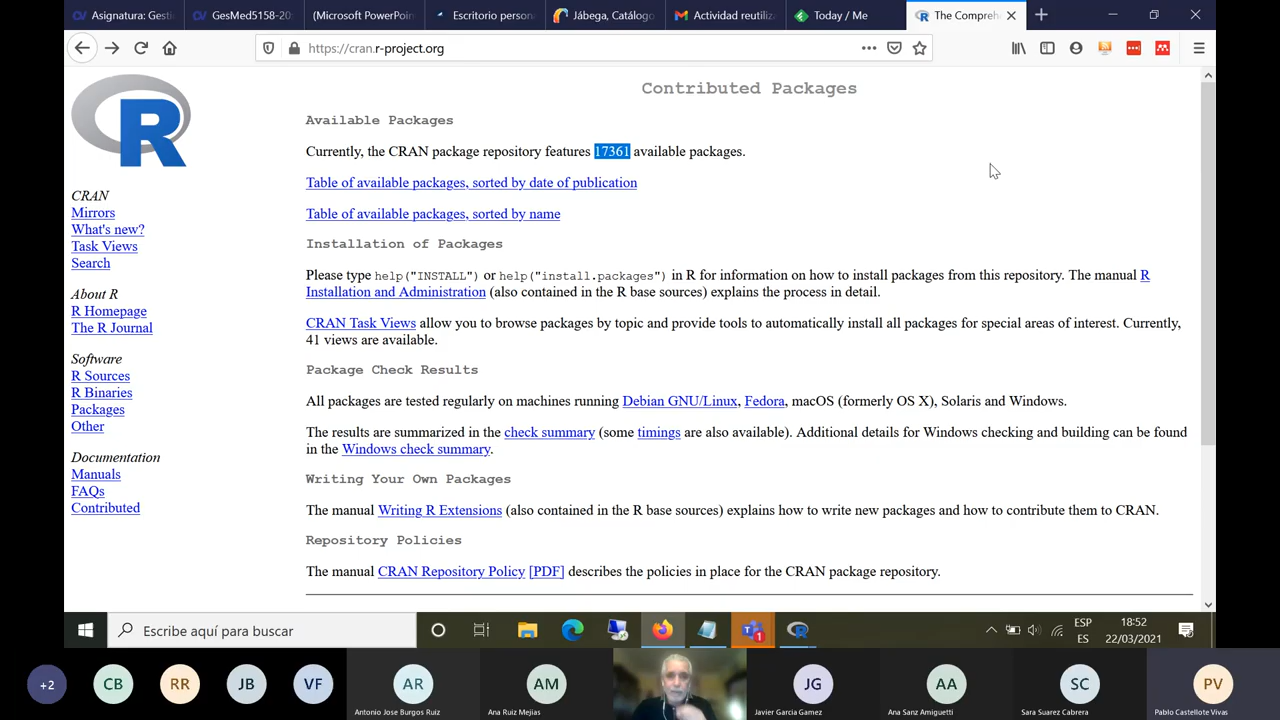 Asignatura: Gesti
GesMed5158-20
(Microsoft PowerPoin
Escritorio persona
Jábega, Catálogo
Actividad reutiliza
Today / Me
The Compreh
https://cran.r-project.org
R
CRAN
Mirrors
What's new?
Task Views
Search
About R
R Homepage
The R Journal
Software
R Sources
R Binaries
Packages
Other
Documentation
Manuals
FAQs
Contributed
Contributed Packages
Available Packages
Currently, the CRAN package repository features 17361 available packages.
Table of available packages, sorted by date of publication
Table of available packages, sorted by name
Installation of Packages
Please type help("INSTALL") or help("install.packages") in R for information on how to install packages from this repository. The manual R
Installation and Administration (also contained in the R base sources) explains the process in detail.
CRAN Task Views allow you to browse packages by topic and provide tools to automatically install all packages for special areas of interest. Currently,
41 views are available.
Package Check Results
All packages are tested regularly on machines running Debian GNU/Linux, Fedora, macOS (formerly OS X), Solaris and Windows.
The results are summarized in the check summary (some timings are also available). Additional details for Windows checking and building can be found
in the Windows check summary.
Writing Your Own Packages
The manual Writing R Extensions (also contained in the R base sources) explains how to write new packages and how to contribute them to CRAN.
Repository Policies
The manual CRAN Repository Policy [PDF] describes the policies in place for the CRAN package repository.
Escribe aquí para buscar
1
ESP
ES
18:52
22/03/2021
+2
CB
RR
JB
VF
AR
Antonio Jose Burgos Ruiz
AM
Ana Ruiz Mejias
JG
Javier Garcia Gamez
AA
Ana Sanz Amiguetti
SC
Sara Suarez Cabrera
PV
Pablo Castellote Vivas